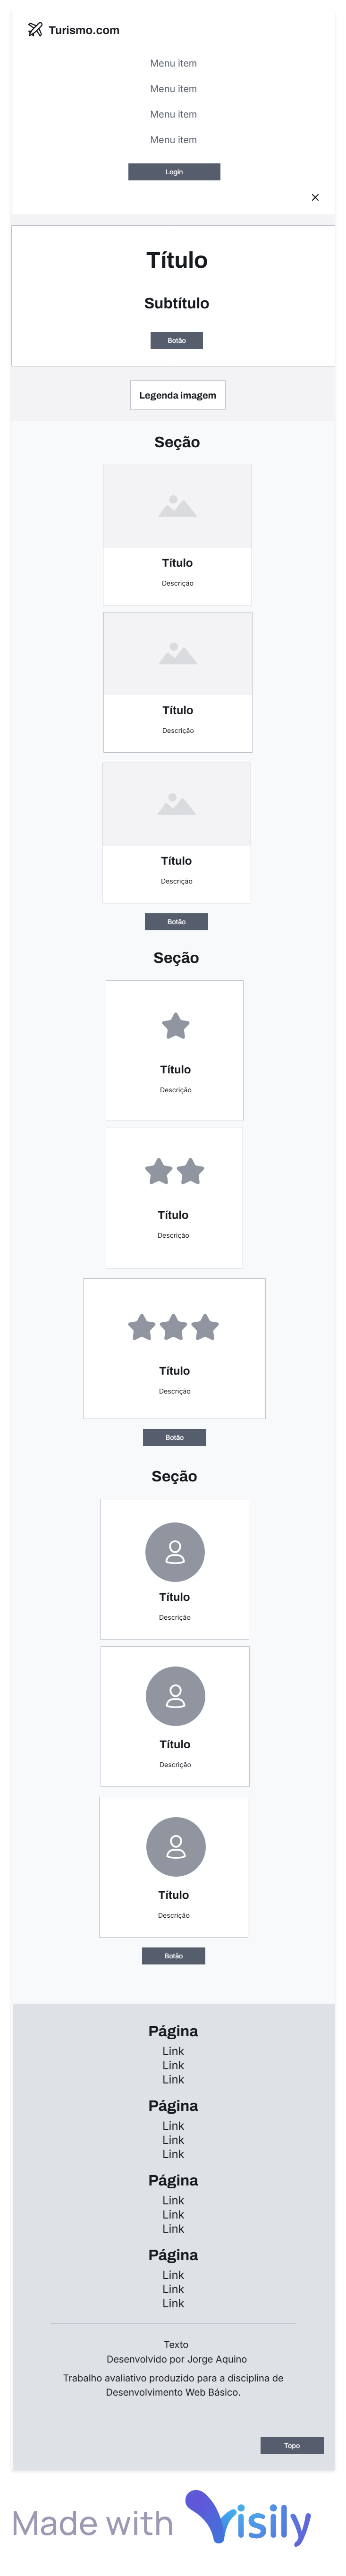 Turismo.com
Menu item
Menu item
Menu item
Menu item
Login
Título
Subtítulo
Botão
Legenda imagem
Seção
Título
Descrição
Título
Descrição
Título
Descrição
Botão
Seção
Título
Descrição
Título
Descrição
Título
Descrição
Botão
Seção
Título
Descrição
Título
Descrição
Título
Descrição
Botão
Página
Link
Link
Link
Página
Link
Link
Link
Página
Link
Link
Link
Página
Link
Link
Link
Texto
Desenvolvido por Jorge Aquino
Trabalho avaliativo produzido para a disciplina de
Desenvolvimento Web Básico.
Topo
Made with Visily